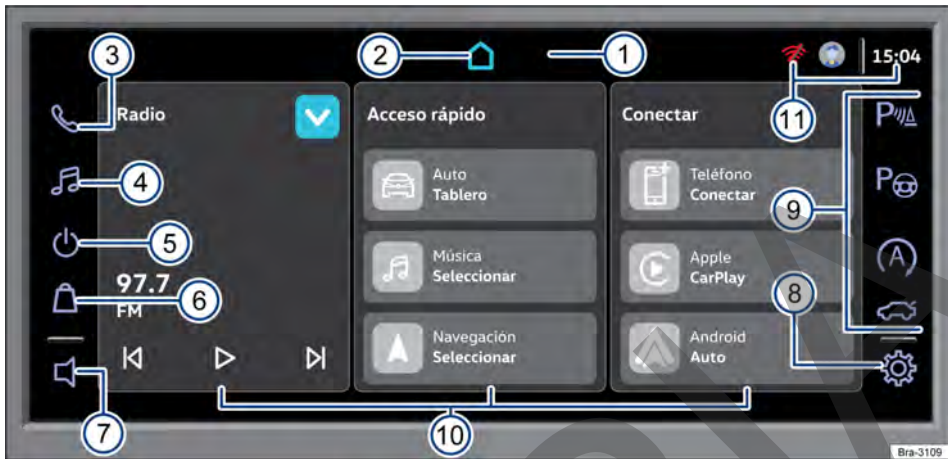 2
1
3
15:04
Radio
Acceso rápido
Conectar
11
P
Auto
Tablero
Teléfono
Conectar
4
P
9
5
Música
Seleccionar
Apple
CarPlay
A
97.7
FM
6
8
Navegación
Seleccionar
Android
Auto
7
10
Bra-3109